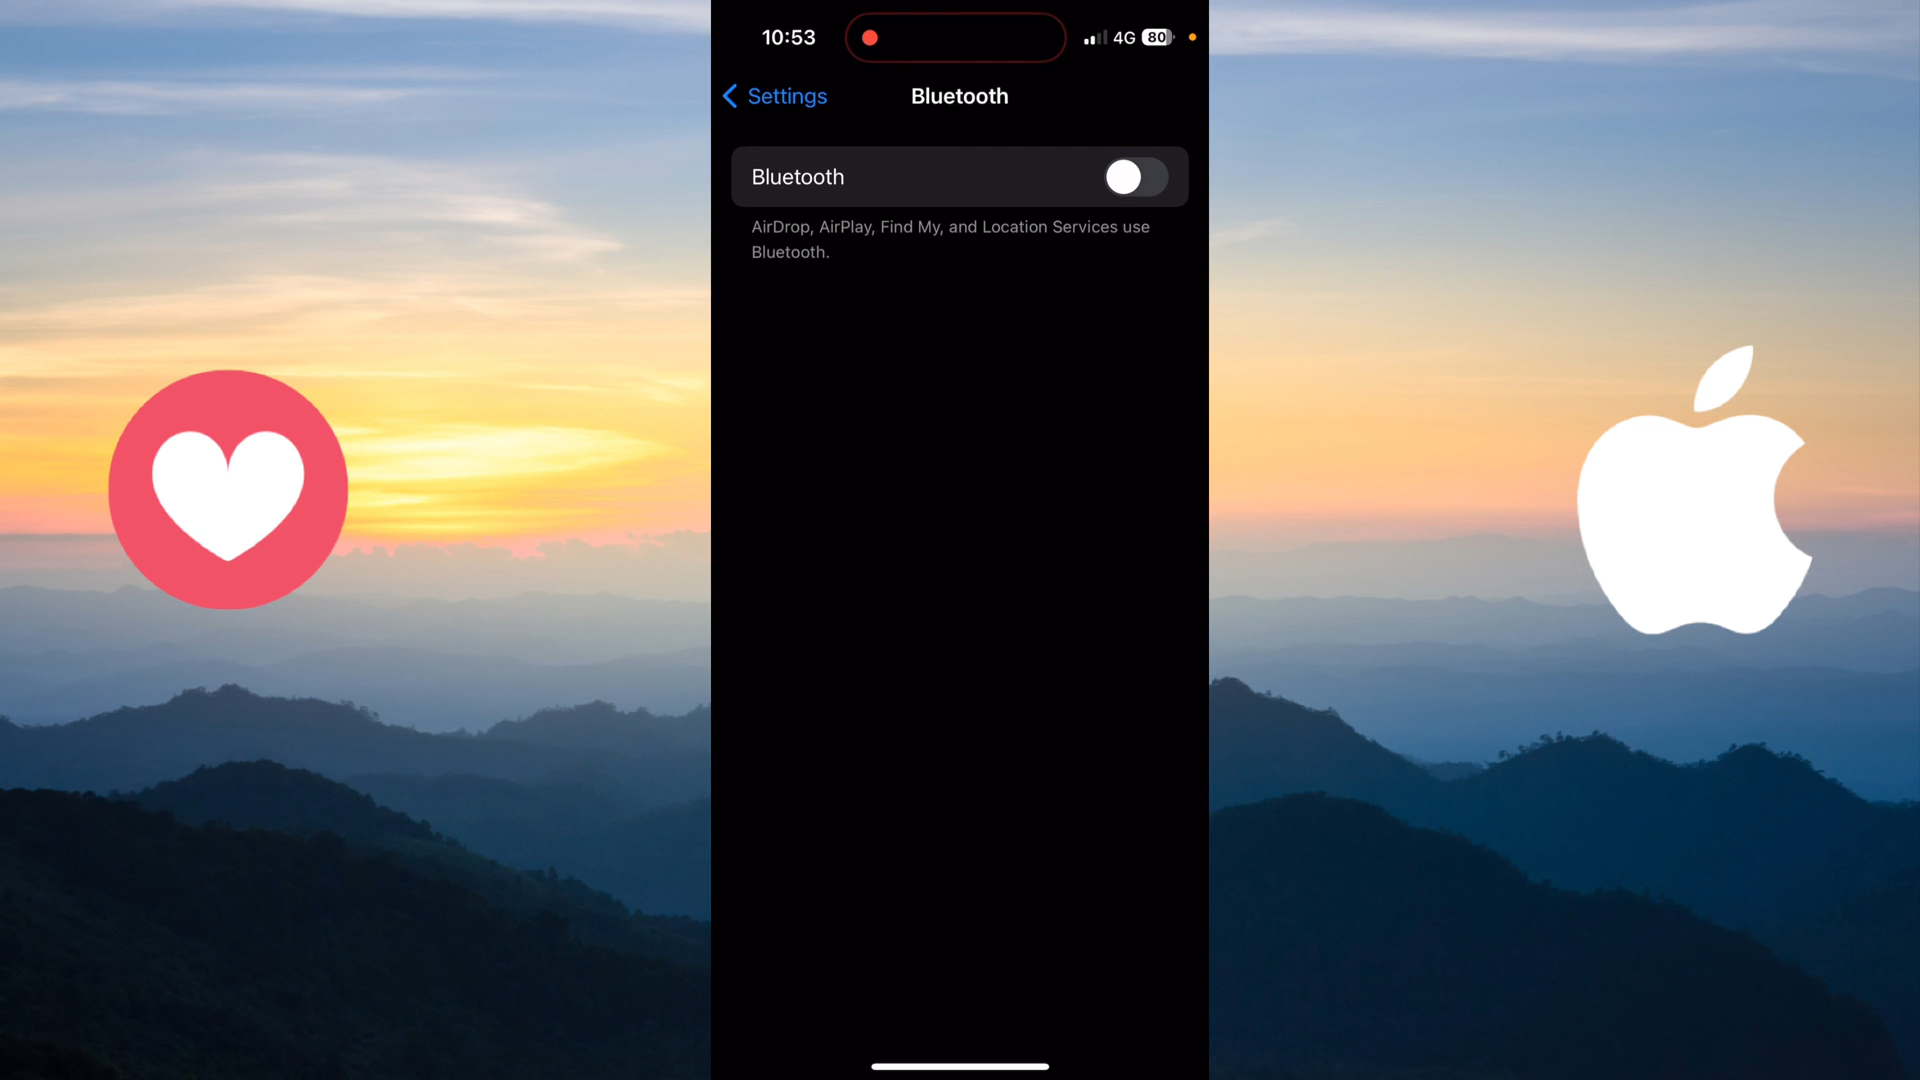 10:53
4G 80
Settings
Bluetooth
Bluetooth
AirDrop, AirPlay, Find My, and Location Services use
Bluetooth.